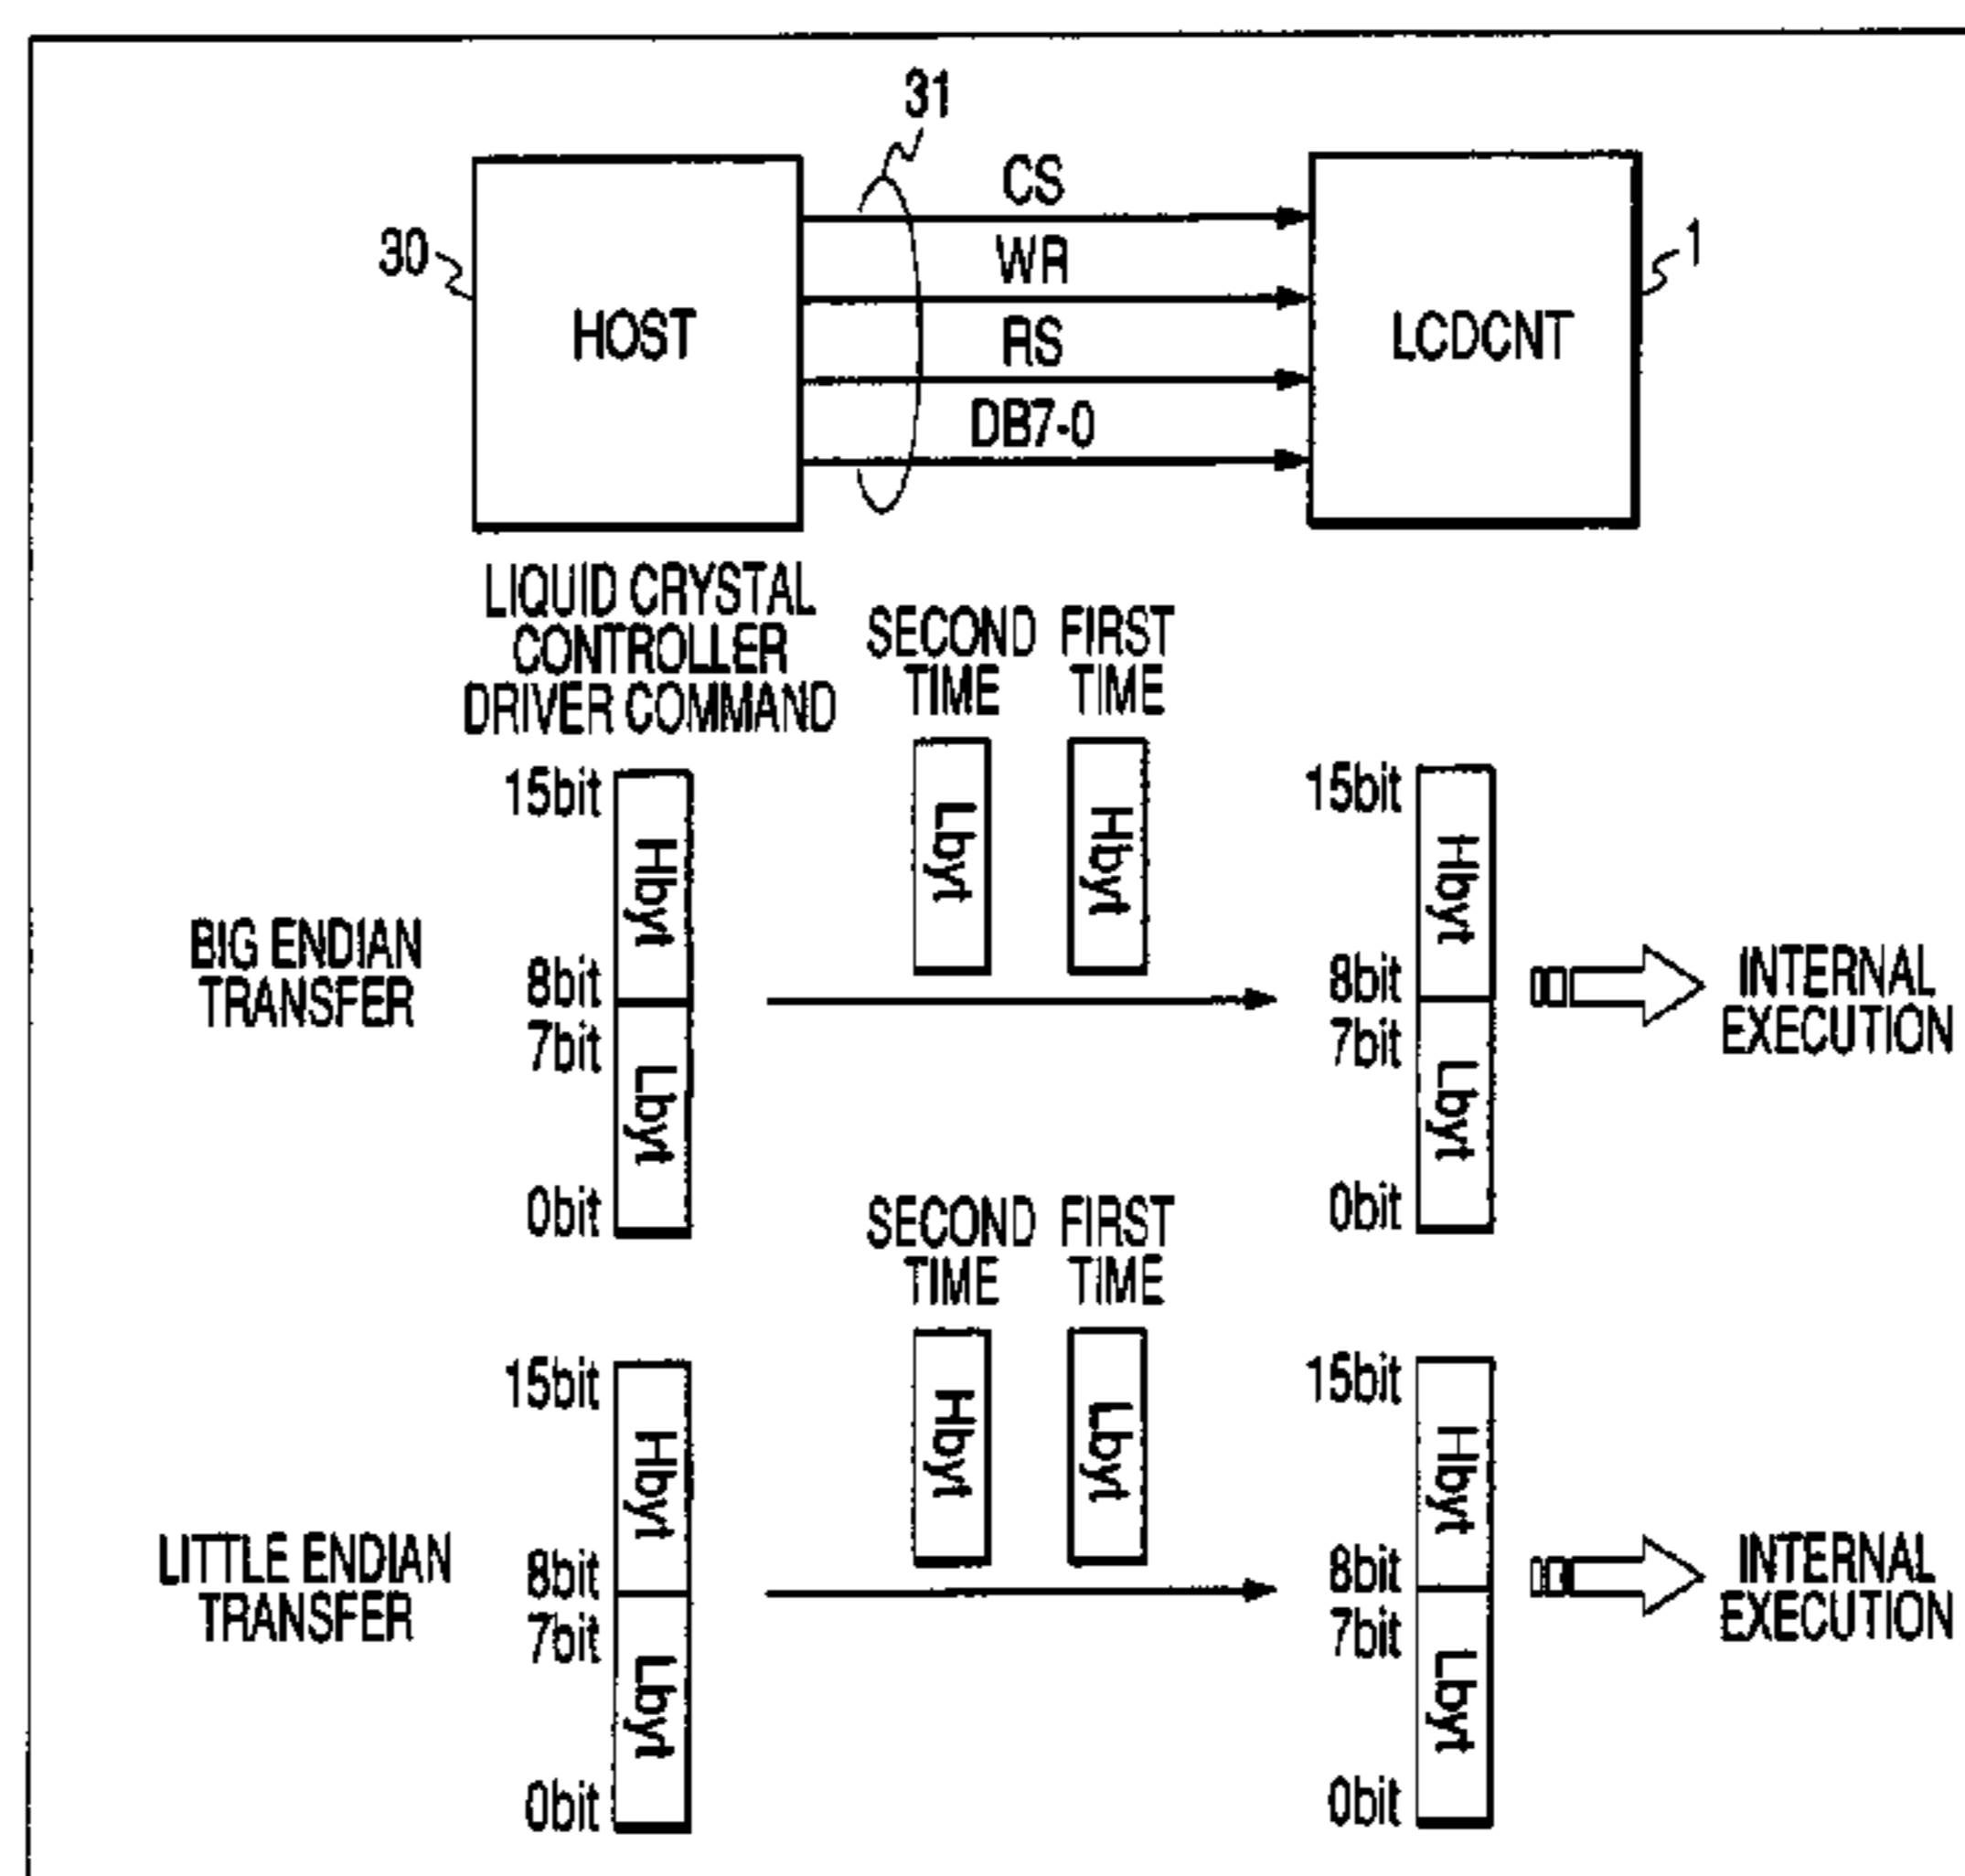 31
CS
30
WR
1
HOST
RS
LCDCNT
DB7-0
LIQUID CRYSTAL
CONTROLLER
DRIVER COMMAND
SECOND TIME
FIRST TIME
15bit
Hbyt
Lbyt
Hbyt
15bit
Hbyt
BIG ENDIAN
TRANSFER
8bit
7bit
Lbyt
0bit
8bit
7bit
Lbyt
0bit
INTERNAL
EXECUTION
SECOND TIME
FIRST TIME
15bit
Hbyt
Hbyt
Lbyt
15bit
Hbyt
LITTLE ENDIAN
TRANSFER
8bit
7bit
Lbyt
0bit
8bit
7bit
Lbyt
0bit
INTERNAL
EXECUTION